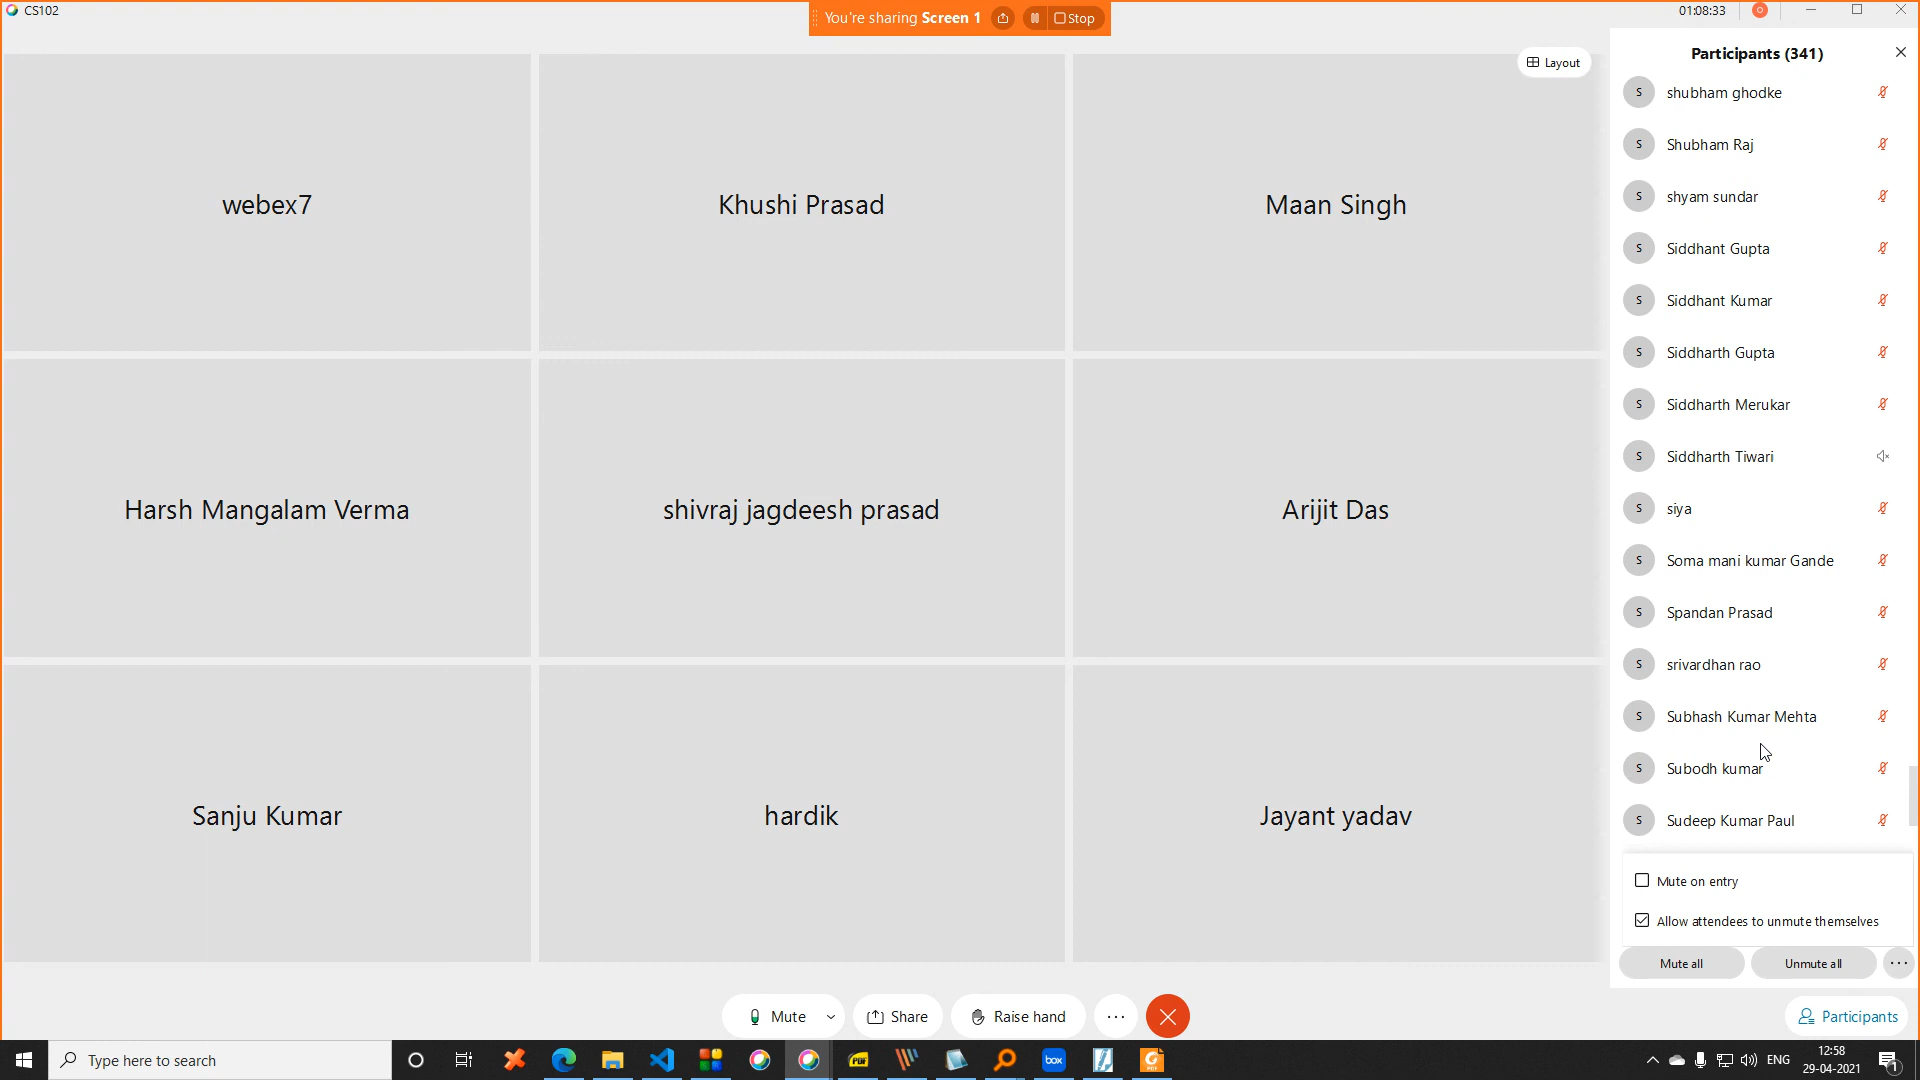 CS102
You're sharing Screen 1
Stop
01:08:33
Layout
webex7
Khushi Prasad
Maan Singh
Harsh Mangalam Verma
shivraj jagdeesh prasad
Arijit Das
Sanju Kumar
hardik
Jayant yadav
Participants (341)
S shubham ghodke
S Shubham Raj
S shyam sundar
S Siddhant Gupta
S Siddhant Kumar
S Siddharth Gupta
S Siddharth Merukar
S Siddharth Tiwari
S siya
S Soma mani kumar Gande
S Spandan Prasad
S srivardhan rao
S Subhash Kumar Mehta
S Subodh kumar
S Sudeep Kumar Paul
Mute on entry
Allow attendees to unmute themselves
Mute all
Unmute all
Mute
Share
Raise hand
Participants
Type here to search
PDF
box
G
PDF
ENG
12:58
29-04-2021
1